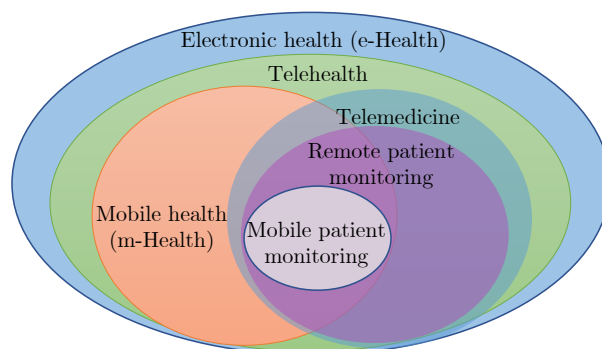 Electronic health (e-Health)
Telehealth
Telemedicine
Remote patient
monitoring
Mobile health
(m-Health)
Mobile patient
monitoring